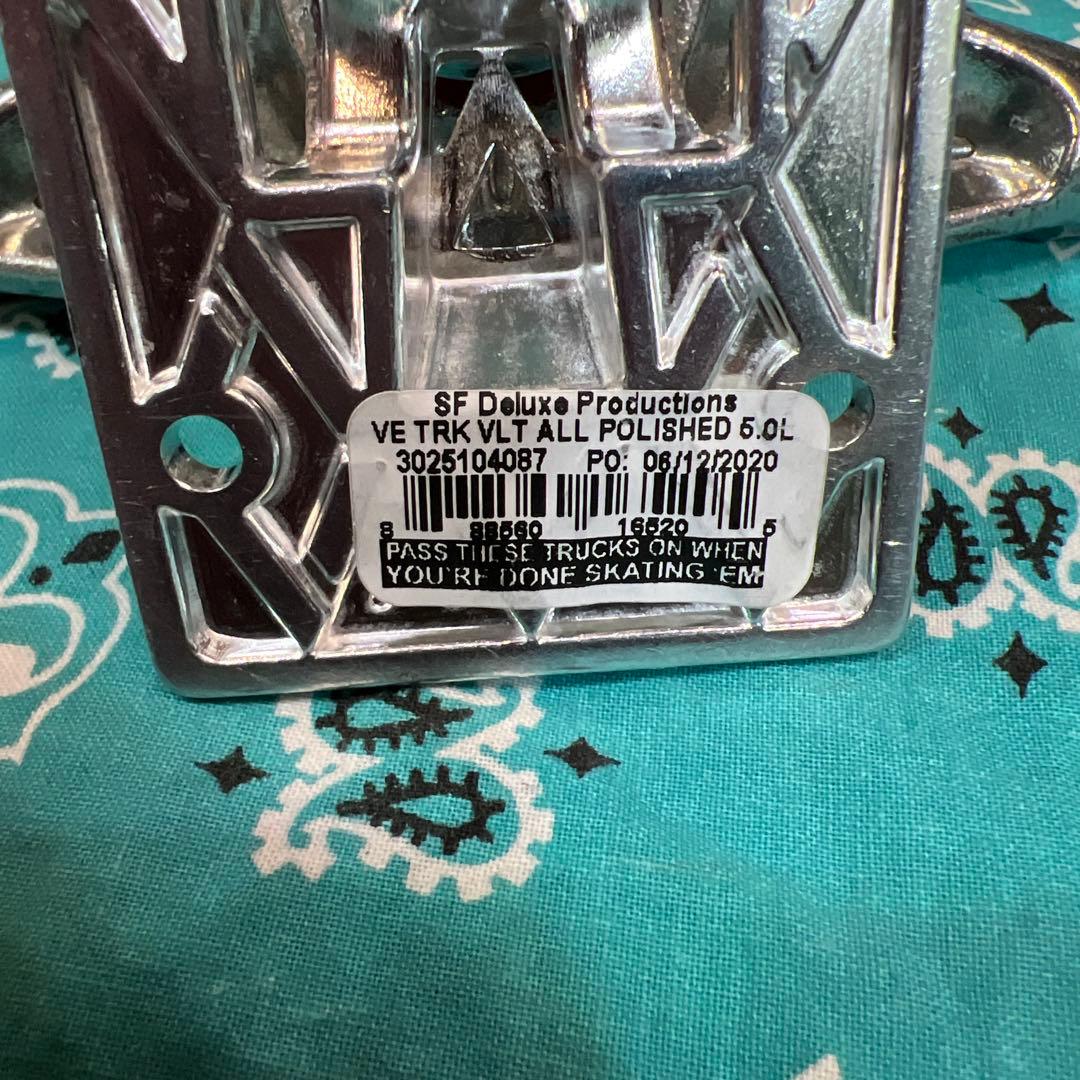 SF Deluxe Productions
VE TRK VLT ALL POLISHED 5.0L
3025104087 PO: 06/12/2020
8 88560 16520 5
PASS THESE TRUCKS ON WHEN
YOU'RE DONE SKATING 'EM